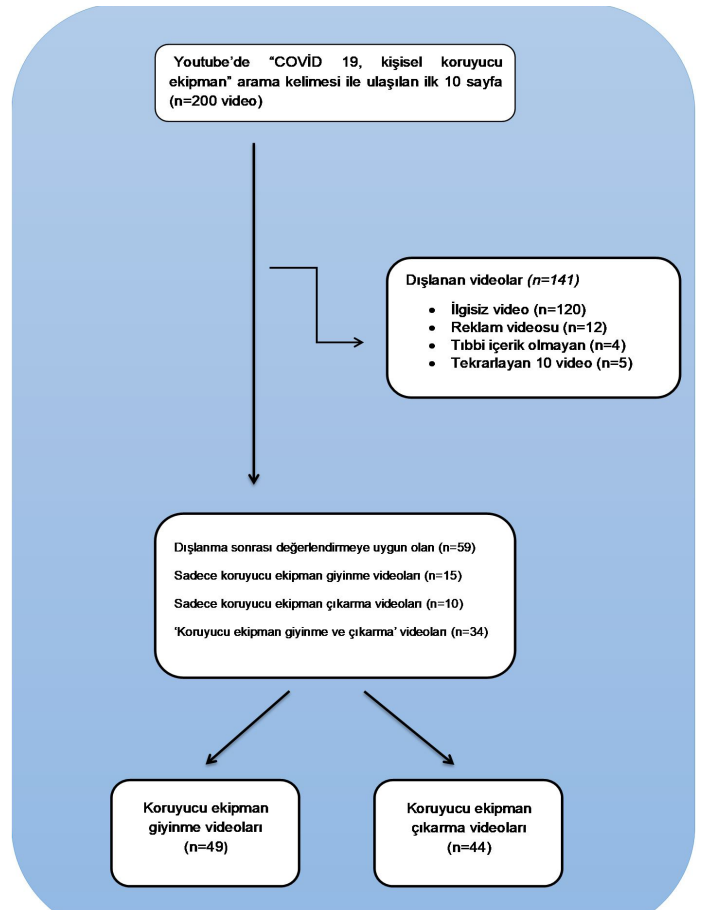 Youtube’de “COVİD 19, kişisel koruyucu
ekipman” arama kelimesi ile ulaşılan ilk 10 sayfa
(n=200 video)
Dışlanan videolar (n=141)
• İlgisiz video (n=120)
• Reklam videosu (n=12)
• Tıbbi içerik olmayan (n=4)
• Tekrarlayan 10 video (n=5)
Dışlanma sonrası değerlendirmeye uygun olan (n=59)
Sadece koruyucu ekipman giyinme videoları (n=15)
Sadece koruyucu ekipman çıkarma videoları (n=10)
‘Koruyucu ekipman giyinme ve çıkarma’ videoları (n=34)
Koruyucu ekipman
giyinme videoları
(n=49)
Koruyucu ekipman
çıkarma videoları
(n=44)